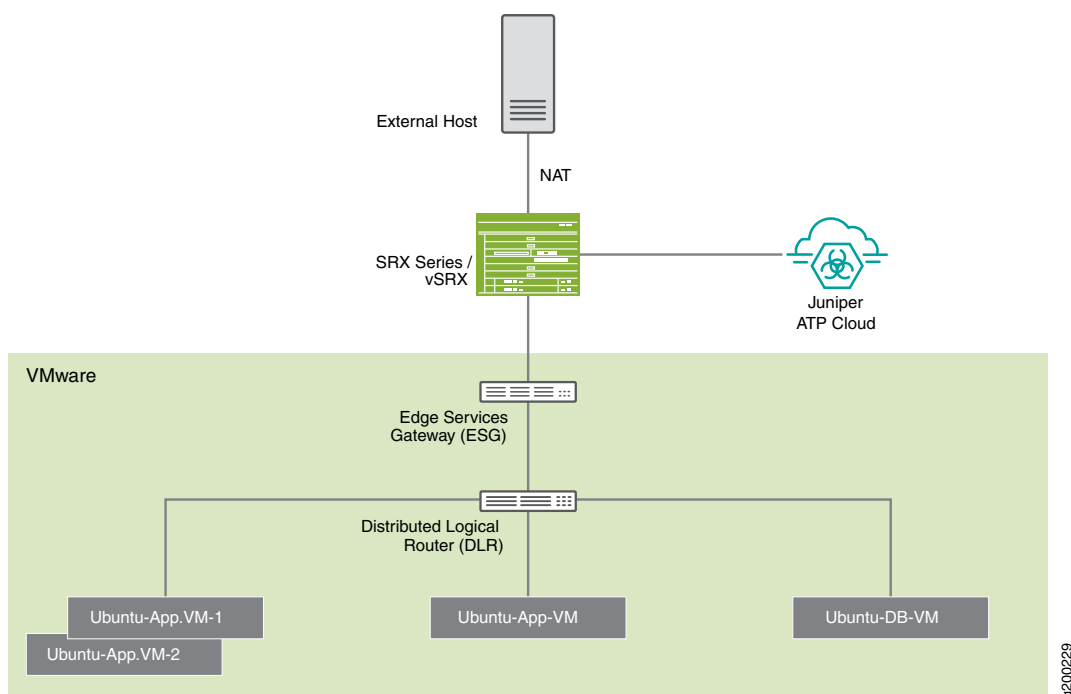 External Host
NAT
SRX Series /
vSRX
Juniper
ATP Cloud
VMware
Edge Services
Gateway (ESG)
Distributed Logical
Router (DLR)
Ubuntu-App.VM-1
Ubuntu-App.VM-2
Ubuntu-App-VM
Ubuntu-DB-VM
g200229